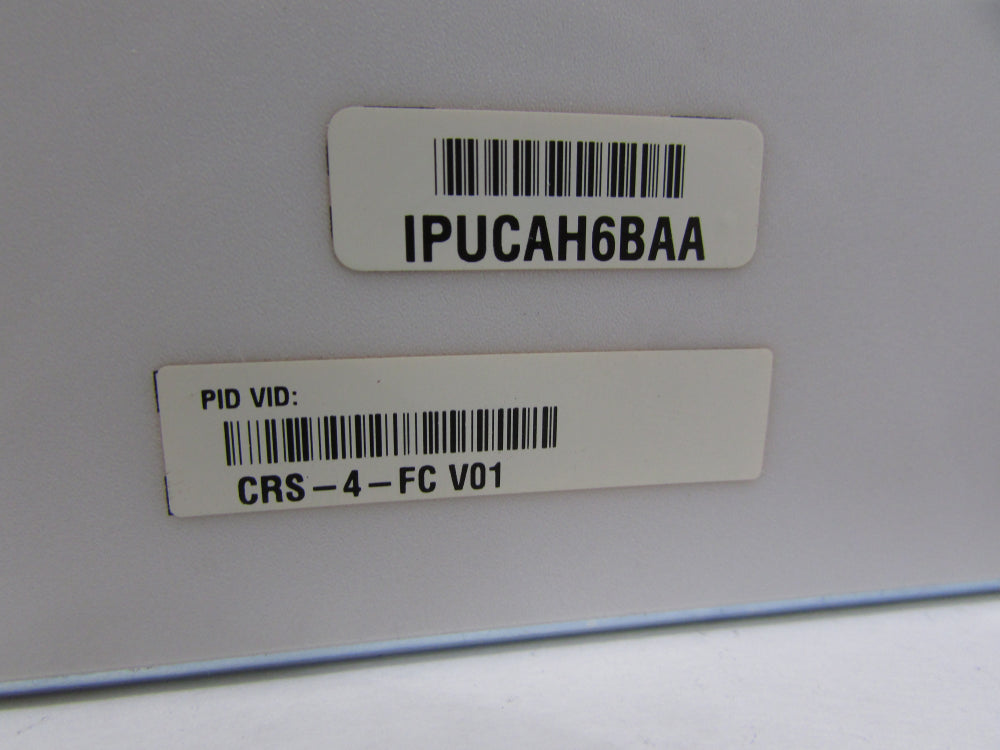 IPUCAH6BAA
PID VID:
CRS-4-FC V01